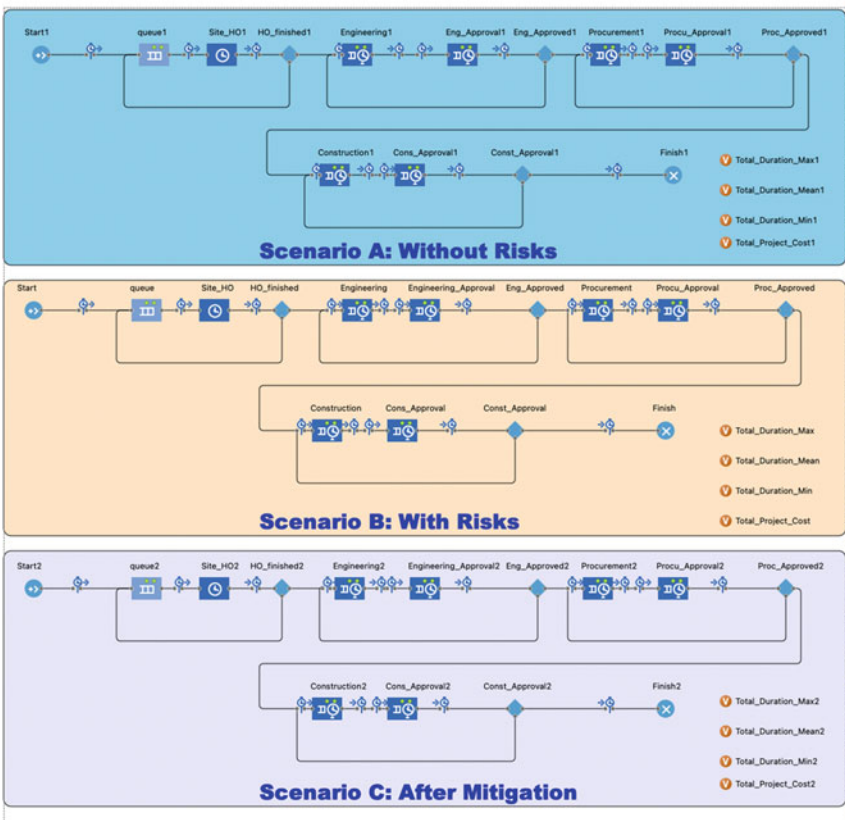 Start1 queue1 Site_HO1 HO_finished1 Engineering1 Eng_Approval1 Eng_Approved1 Procurement1 Procu_Approval1 Proc_Approved1
Construction1 Cons_Approval1 Const_Approval1 Finish1
Total_Duration_Max1
Total_Duration_Mean1
Total_Duration_Min1
Total_Project_Cost1
Scenario A: Without Risks
Start queue Site_HO HO_finished Engineering Engineering_Approval Eng_Approved Procurement Procu_Approval Proc_Approved
Construction Cons_Approval Const_Approval Finish
Total_Duration_Max
Total_Duration_Mean
Total_Duration_Min
Total_Project_Cost
Scenario B: With Risks
Start2 queue2 Site_HO2 HO_finished2 Engineering2 Engineering_Approval2 Eng_Approved2 Procurement2 Procu_Approval2 Proc_Approved2
Construction2 Cons_Approval2 Const_Approval2 Finish2
Total_Duration_Max2
Total_Duration_Mean2
Total_Duration_Min2
Total_Project_Cost2
Scenario C: After Mitigation